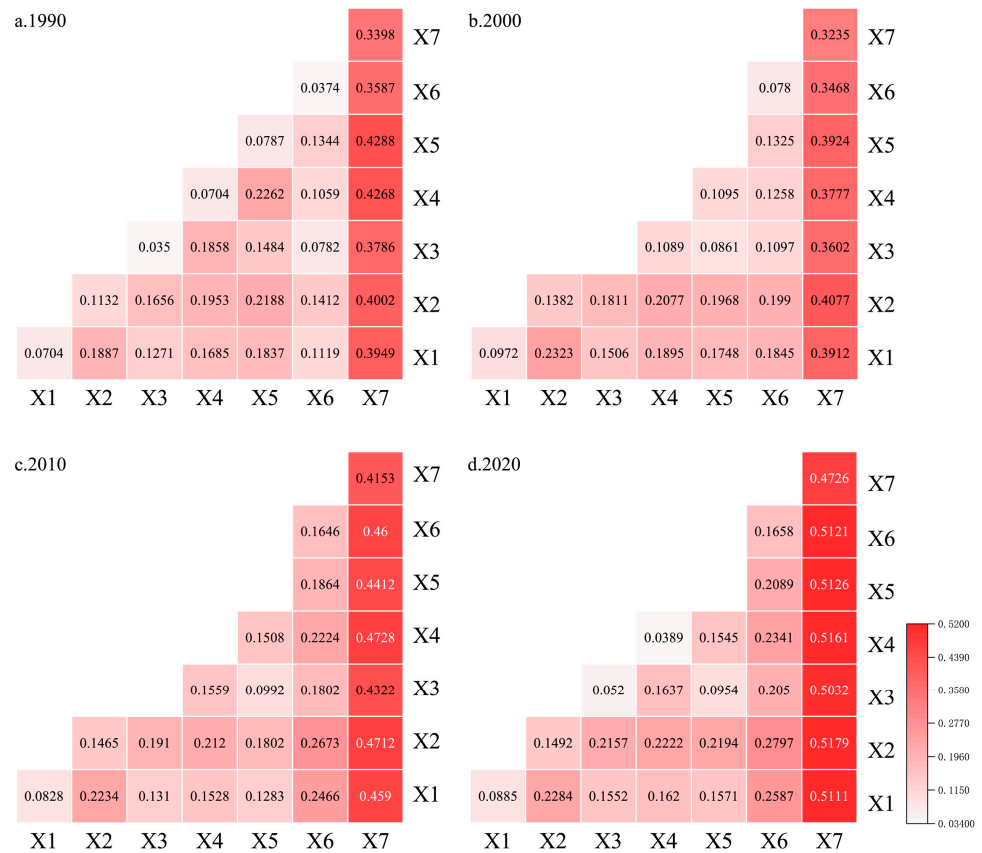 a.1990
0.3398 X7
0.0374 0.3587 X6
0.0787 0.1344 0.4288 X5
0.0704 0.2262 0.1059 0.4268 X4
0.035 0.1858 0.1484 0.0782 0.3786 X3
0.1132 0.1656 0.1953 0.2188 0.1412 0.4002 X2
0.0704 0.1887 0.1271 0.1685 0.1837 0.1119 0.3949 X1
X1 X2 X3 X4 X5 X6 X7
b.2000
0.3235 X7
0.078 0.3468 X6
0.1325 0.3924 X5
0.1095 0.1258 0.3777 X4
0.1089 0.0861 0.1097 0.3602 X3
0.1382 0.1811 0.2077 0.1968 0.199 0.4077 X2
0.0972 0.2323 0.1506 0.1895 0.1748 0.1845 0.3912 X1
X1 X2 X3 X4 X5 X6 X7
c.2010
0.4153 X7
0.1646 0.46 X6
0.1864 0.4412 X5
0.1508 0.2224 0.4728 X4
0.1559 0.0992 0.1802 0.4322 X3
0.1465 0.191 0.212 0.1802 0.2673 0.4712 X2
0.0828 0.2234 0.131 0.1528 0.1283 0.2466 0.459 X1
X1 X2 X3 X4 X5 X6 X7
d.2020
0.4726 X7
0.1658 0.5121 X6
0.2089 0.5126 X5
0.0389 0.1545 0.2341 0.5161 X4
0.052 0.1637 0.0954 0.205 0.5032 X3
0.1492 0.2157 0.2222 0.2194 0.2797 0.5179 X2
0.0885 0.2284 0.1552 0.162 0.1571 0.2587 0.5111 X1
X1 X2 X3 X4 X5 X6 X7
0.5200
0.4390
0.3580
0.2770
0.1960
0.1150
0.03400